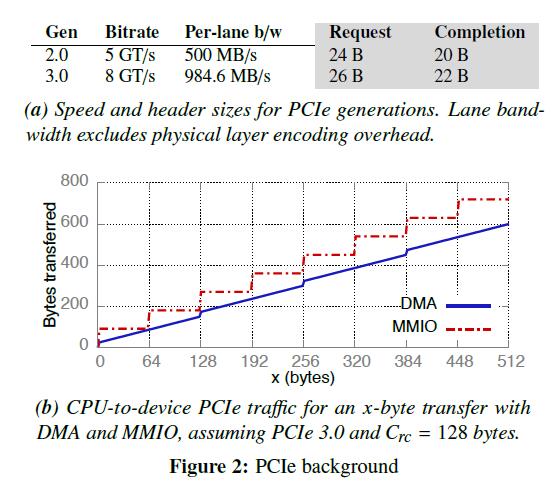 Gen Bitrate Per-lane b/w Request Completion
2.0 5 GT/s 500 MB/s 24 B 20 B
3.0 8 GT/s 984.6 MB/s 26 B 22 B
(a) Speed and header sizes for PCIe generations. Lane band-
width excludes physical layer encoding overhead.
800
600
400
200
0
Bytes transferred
DMA
MMIO
0 64 128 192 256 320 384 448 512
x (bytes)
(b) CPU-to-device PCIe traffic for an x-byte transfer with
DMA and MMIO, assuming PCIe 3.0 and Crc = 128 bytes.
Figure 2: PCIe background